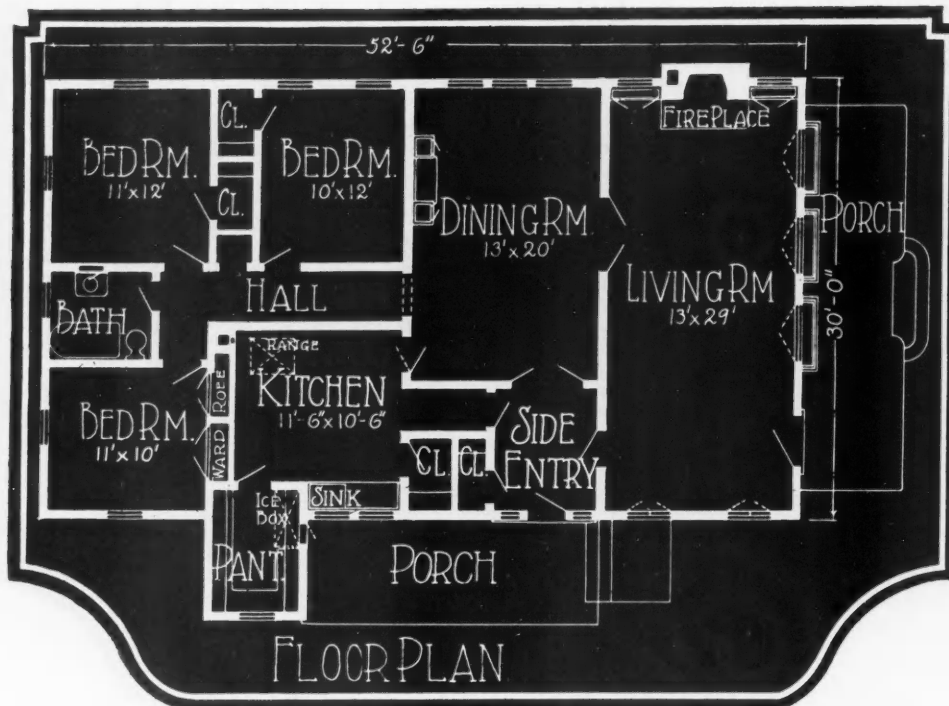 52'-6"
CL.
FIREPLACE
BED RM.
11'x12'
BED RM.
10'x12'
CL.
DINING RM.
13'x20'
PORCH
LIVING RM
13'x29'
30'-0"
HALL
BATH
RANGE
KITCHEN
11'-6"x10'-6"
ROBE
WARD
BED RM.
11'x10'
SIDE
ENTRY
CL.
CL.
ICE
BOX
SINK
PANT.
PORCH
FLOOR PLAN